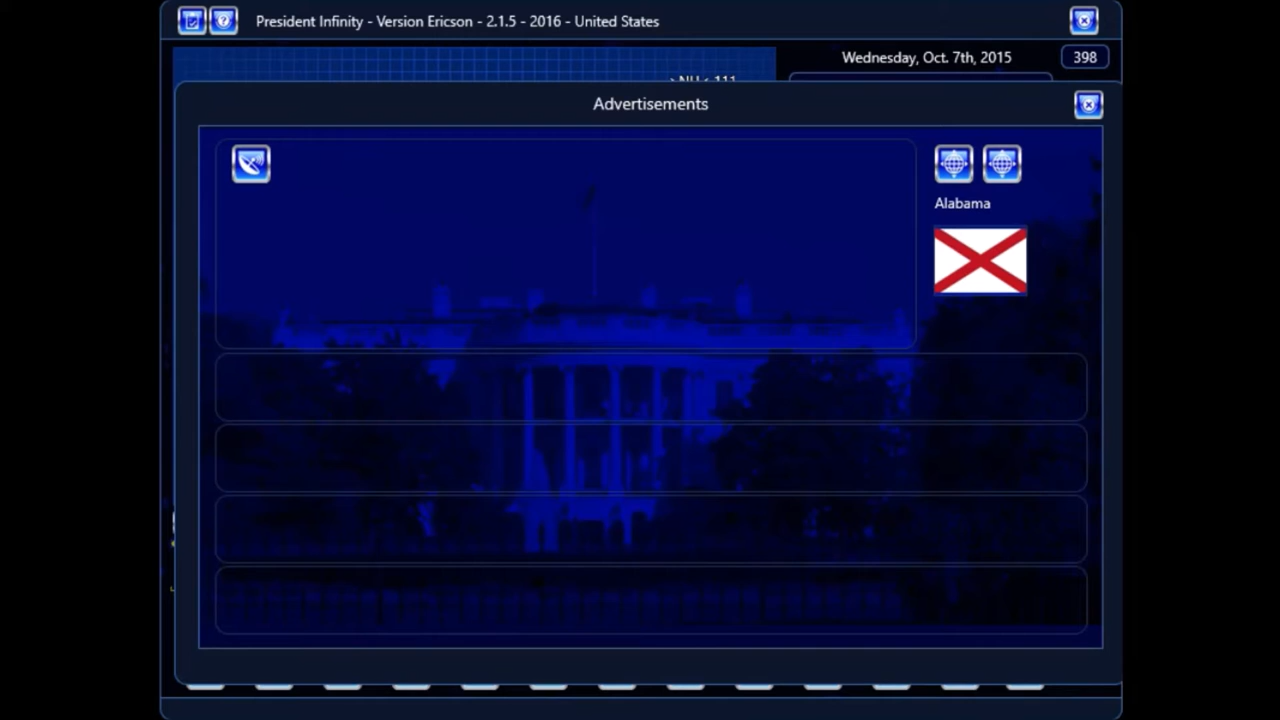 President Infinity - Version Ericson - 2.1.5 - 2016 - United States
Wednesday, Oct. 7th, 2015
398
Advertisements
Alabama